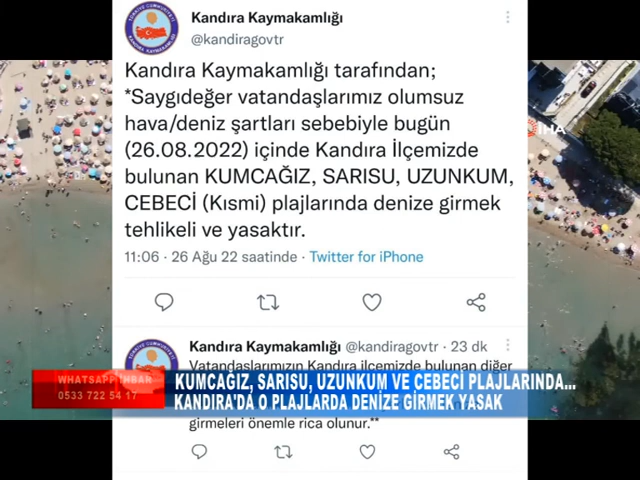 Kandıra Kaymakamlığı
@kandiragovtr
Kandıra Kaymakamlığı tarafından;
*Saygıdeğer vatandaşlarımız olumsuz
hava/deniz şartları sebebiyle bugün
(26.08.2022) içinde Kandıra İlçemizde
bulunan KUMCAĞIZ, SARISU, UZUNKUM,
CEBECİ (Kısmi) plajlarında denize girmek
tehlikeli ve yasaktır.
11:06 · 26 Ağu 22 saatinde · Twitter for iPhone
İHA
Kandıra Kaymakamlığı @kandiragovtr · 23 dk
Vatandaşlarımızın Kandıra ilçemizde bulunan diğer
WHATSAPP İHBAR
0533 722 54 17
KUMCAĞIZ, SARISU, UZUNKUM VE CEBECİ PLAJLARINDA...
KANDIRA'DA O PLAJLARDA DENİZE GİRMEK YASAK
girmeleri önemle rica olunur.**